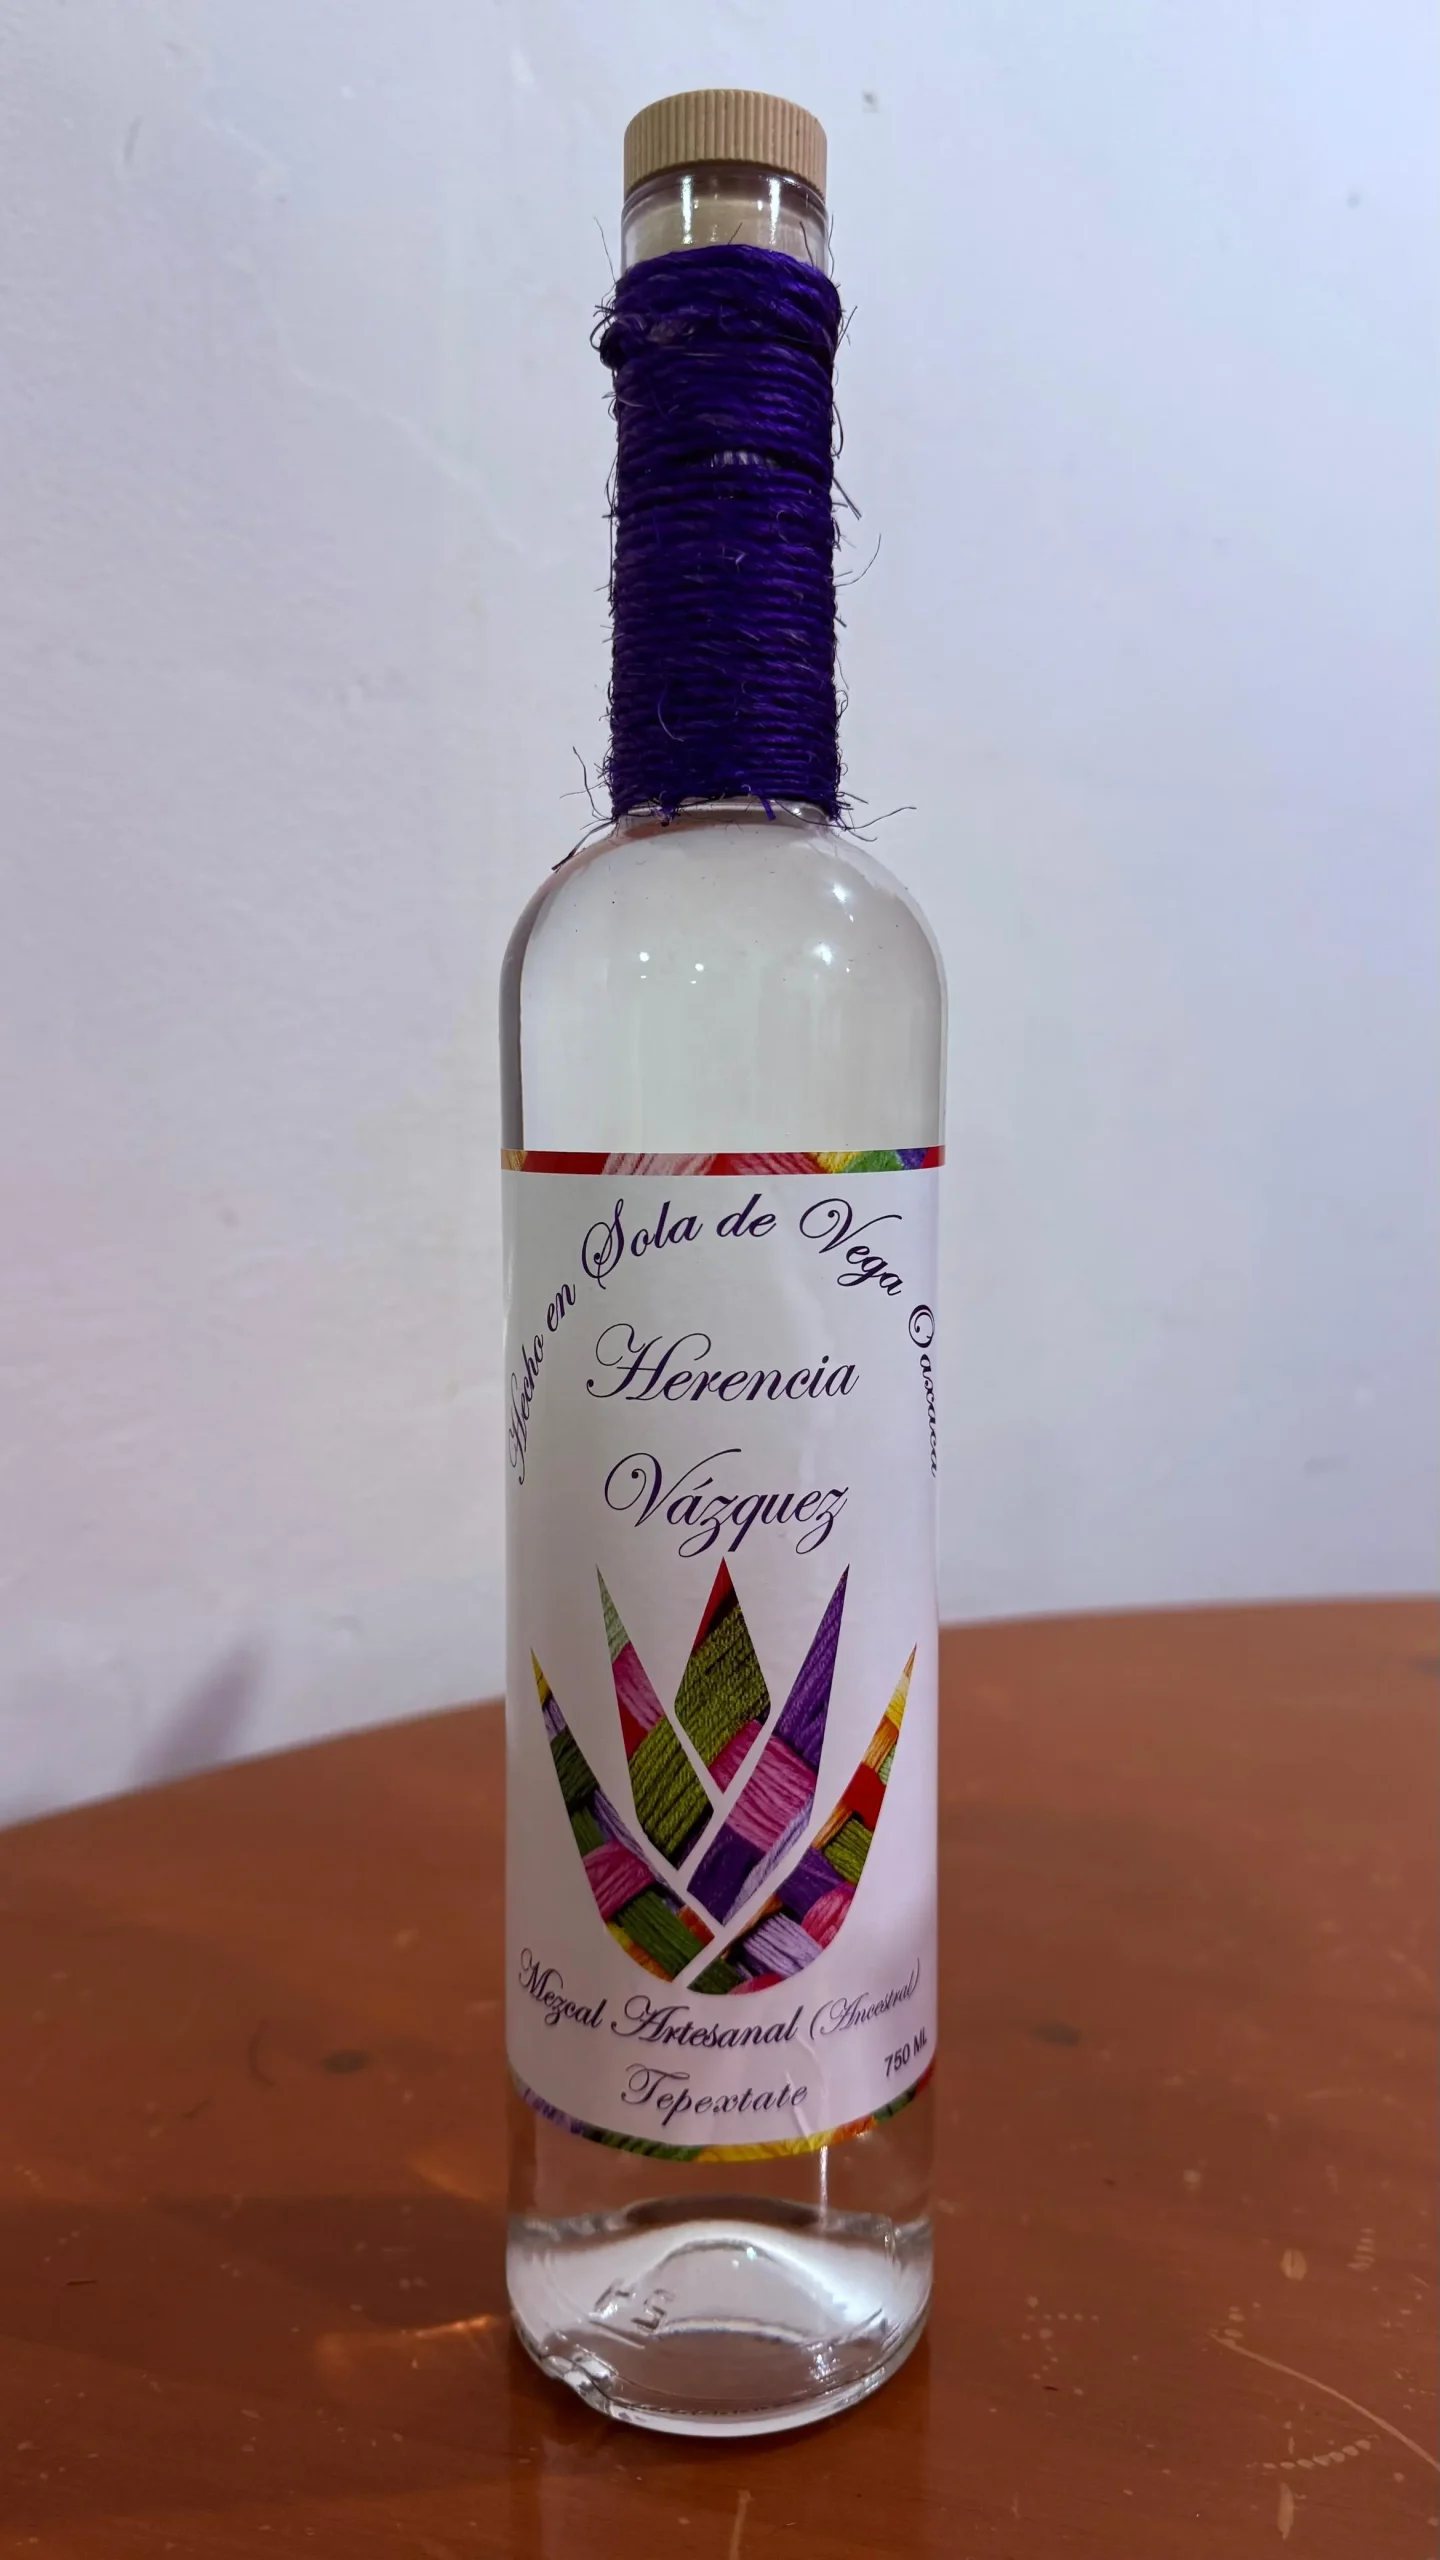 Hecho en Sola de Vega Oaxaca
Herencia
Vázquez
Mezcal Artesanal (Ancestral)
750 ML
Tepextate